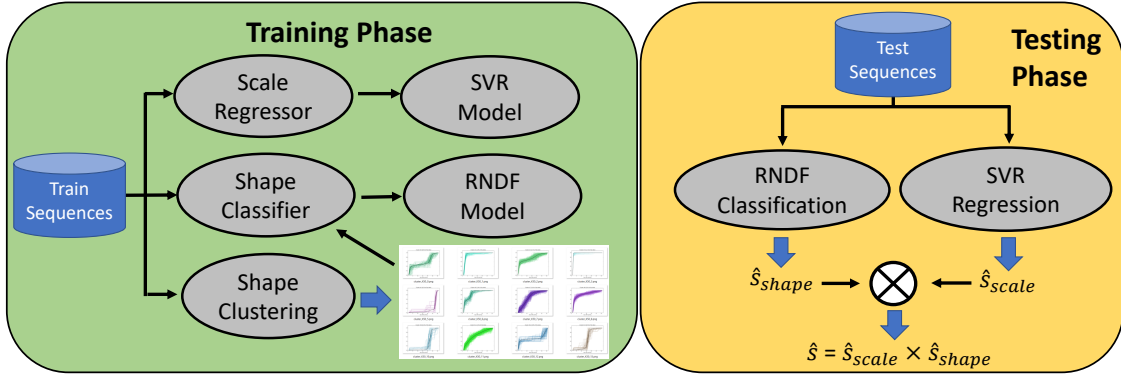 Training Phase
Scale
Regressor
SVR
Model
Train
Sequences
Shape
Classifier
RNDF
Model
Shape
Clustering
Test
Sequences
Testing
Phase
RNDF
Classification
SVR
Regression
ŝ_shape
ŝ_scale
ŝ = ŝ_scale × ŝ_shape